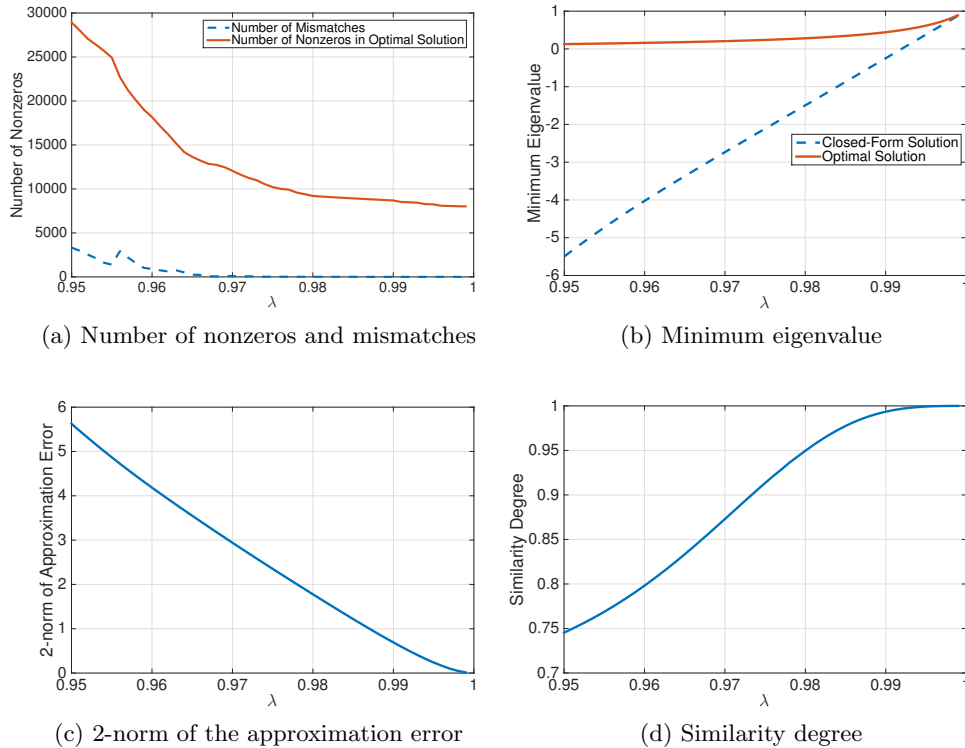 Number of Nonzeros
30000
25000
20000
15000
10000
5000
0
0.95 0.96 0.97 0.98 0.99 1
λ
Number of Mismatches
Number of Nonzeros in Optimal Solution
(a) Number of nonzeros and mismatches
Minimum Eigenvalue
1
0
-1
-2
-3
-4
-5
-6
0.95 0.96 0.97 0.98 0.99 1
λ
Closed-Form Solution
Optimal Solution
(b) Minimum eigenvalue
2-norm of Approximation Error
6
5
4
3
2
1
0
0.95 0.96 0.97 0.98 0.99 1
λ
(c) 2-norm of the approximation error
Similarity Degree
1
0.95
0.9
0.85
0.8
0.75
0.7
0.95 0.96 0.97 0.98 0.99 1
λ
(d) Similarity degree